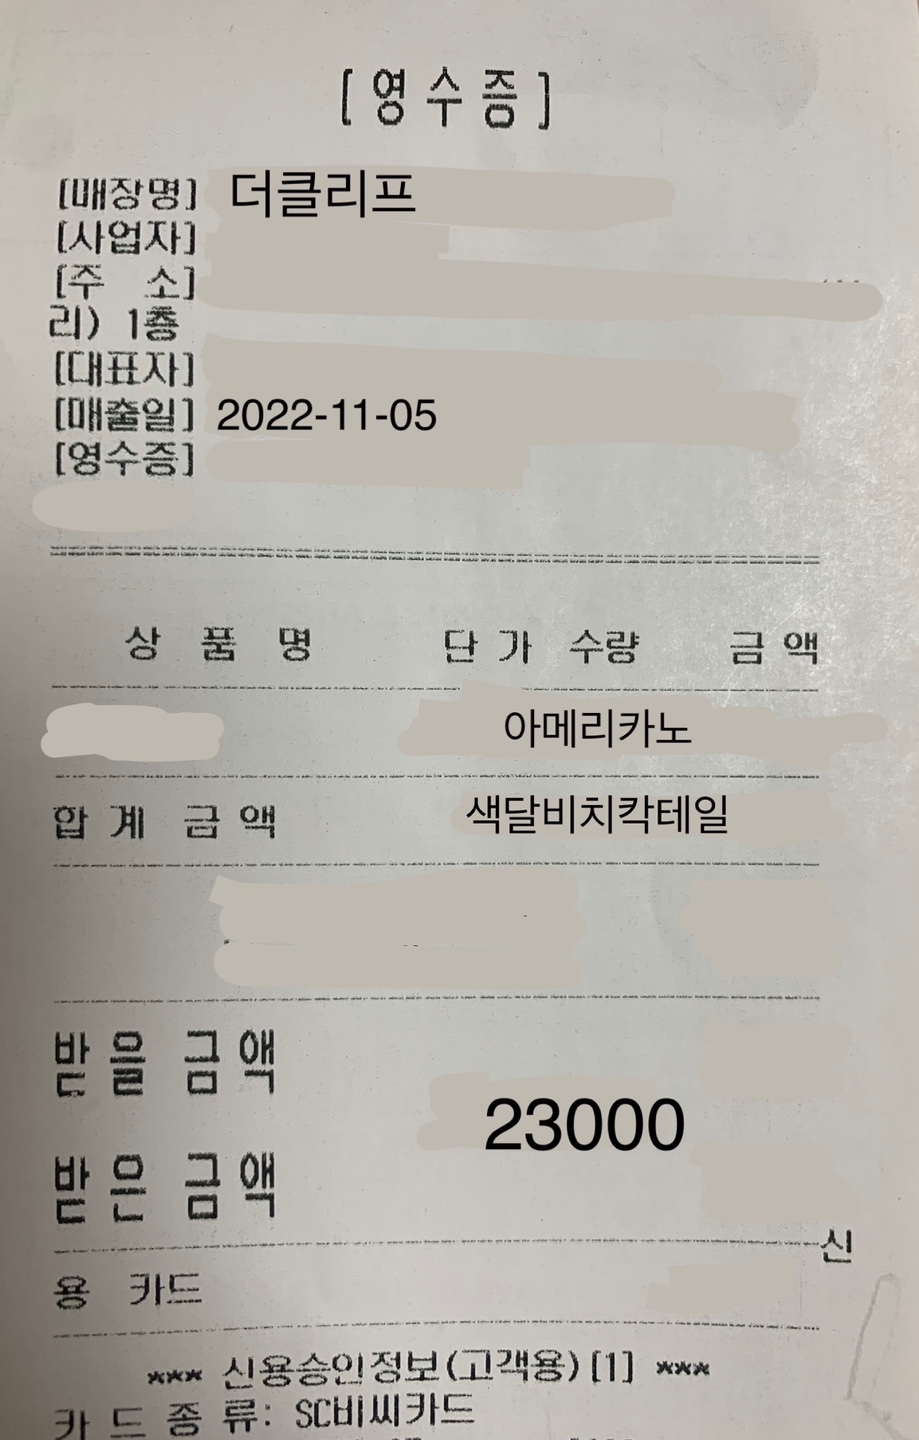 [영수증]
[매장명] 더클리프
[사업자]
[주 소]
리) 1층
[대표자]
[매출일] 2022-11-05
[영수증]
상 품 명 단 가 수량 금 액
아메리카노
합 계 금 액 색달비치칵테일
받 을 금 액
23000
받 은 금 액
신
용 카드
*** 신용승인정보(고객용)[1] ***
카 드 종 류: SC비씨카드